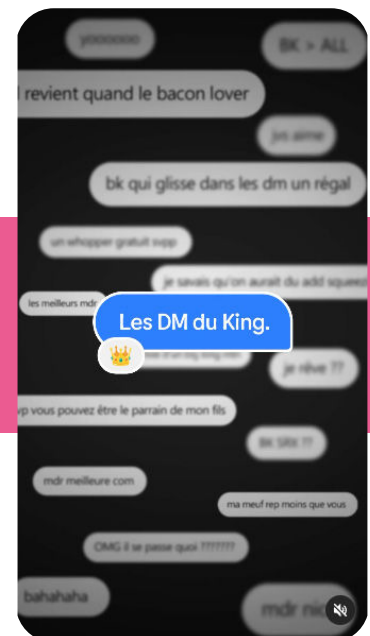 yoooooo
BK > ALL
l revient quand le bacon lover
jvs aime
bk qui glisse dans les dm un régal
un whopper gratuit svpp
je savais qu'on aurait du add squeez
les meilleurs mdr
Les DM du King.
je rêve ??
vp vous pouvez être le parrain de mon fils
BK SRX ??
mdr meilleure com
ma meuf rep moins que vous
OMG il se passe quoi ???????
bahahaha
mdr